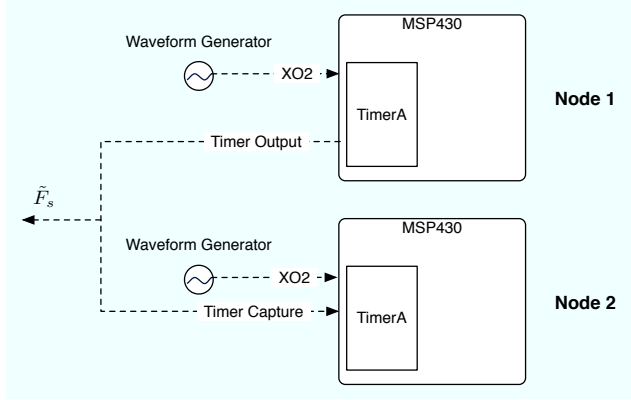 MSP430
Waveform Generator
XO2
TimerA
Node 1
Timer Output
F̃ₛ
MSP430
Waveform Generator
XO2
TimerA
Node 2
Timer Capture